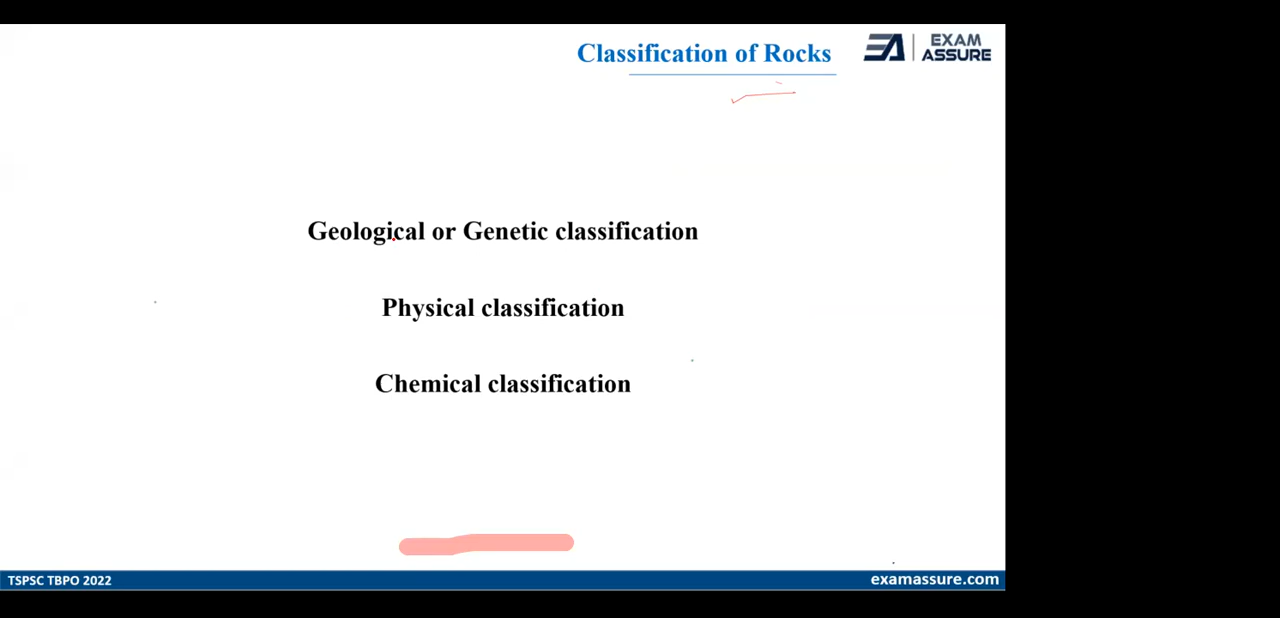 Classification of Rocks
EXAM
ASSURE
Geological or Genetic classification
Physical classification
Chemical classification
TSPSC TBPO 2022
examassure.com